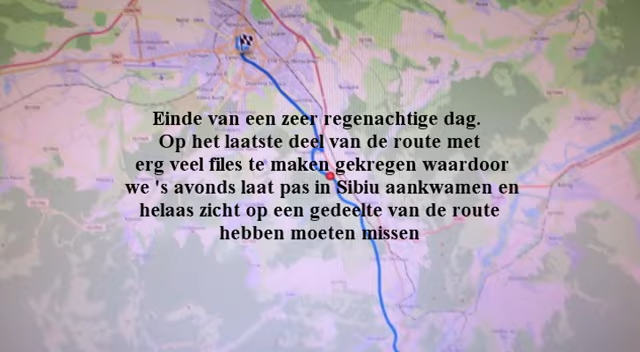 Einde van een zeer regenachtige dag.
Op het laatste deel van de route met
erg veel files te maken gekregen waardoor
we 's avonds laat pas in Sibiu aankwamen en
helaas zicht op een gedeelte van de route
hebben moeten missen